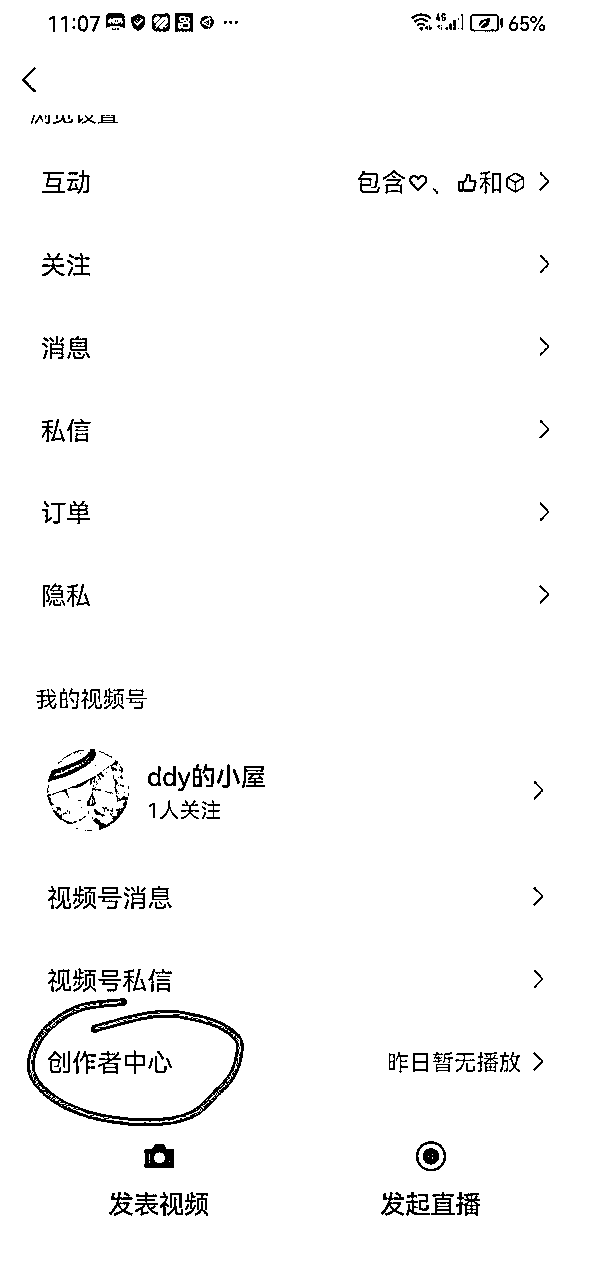 11:07 ··· 4G 65%
浏览设置
互动 包含♡、👍和 >
关注 >
消息 >
私信 >
订单 >
隐私 >
我的视频号
ddy的小屋
1人关注
视频号消息 >
视频号私信 >
创作者中心 昨日暂无播放 >
发表视频 发起直播